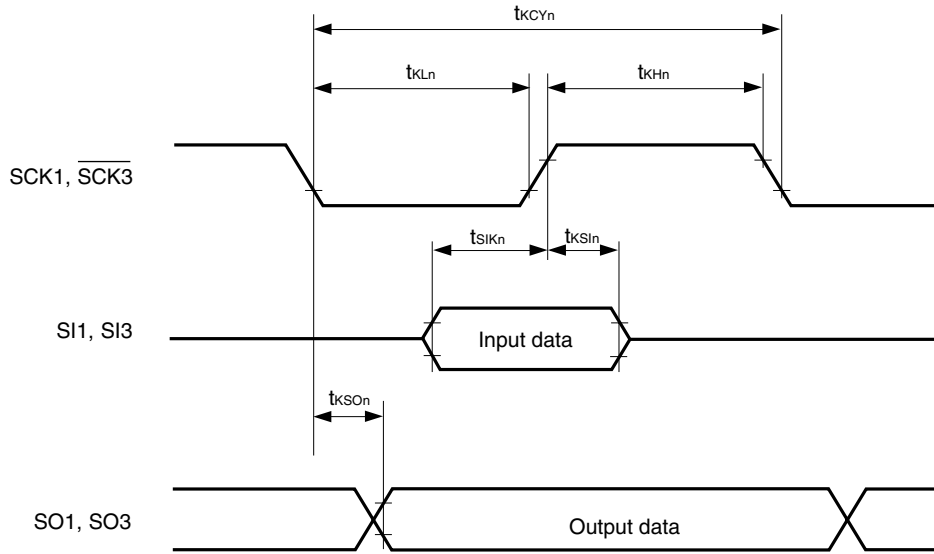 tKCYn
tKLn
tKHn
SCK1, SCK3
tSIKn
tKSIn
SI1, SI3
Input data
tKSOn
SO1, SO3
Output data